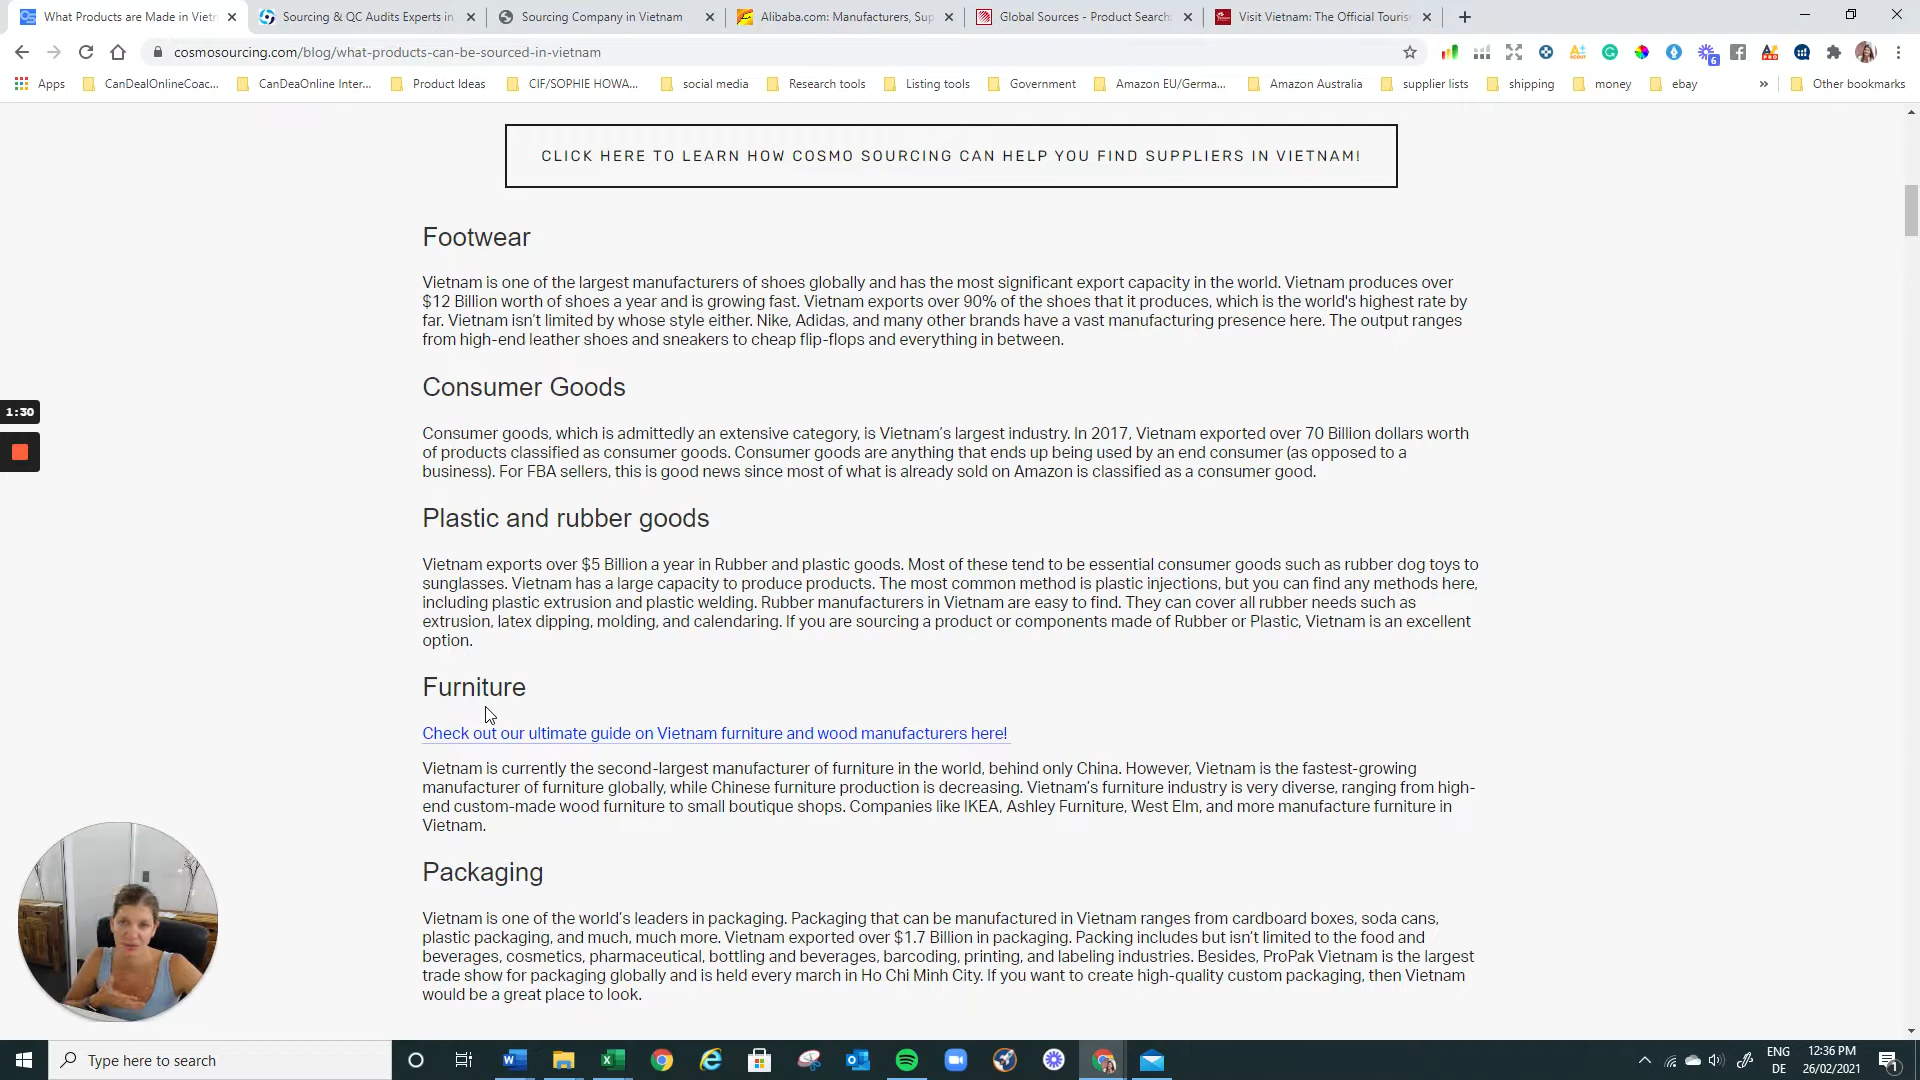 What Products are Made in Vietn
Sourcing & QC Audits Experts in
Sourcing Company in Vietnam
Alibaba.com: Manufacturers, Sup
Global Sources - Product Search
Visit Vietnam: The Official Touris
cosmosourcing.com/blog/what-products-can-be-sourced-in-vietnam
6
Apps
CanDealOnlineCoac...
CanDeaOnline Inter...
Product Ideas
CIF/SOPHIE HOWA...
social media
Research tools
Listing tools
Government
Amazon EU/Germa...
Amazon Australia
supplier lists
shipping
money
ebay
»
Other bookmarks
CLICK HERE TO LEARN HOW COSMO SOURCING CAN HELP YOU FIND SUPPLIERS IN VIETNAM!
Footwear
Vietnam is one of the largest manufacturers of shoes globally and has the most significant export capacity in the world. Vietnam produces over
$12 Billion worth of shoes a year and is growing fast. Vietnam exports over 90% of the shoes that it produces, which is the world's highest rate by
far. Vietnam isn’t limited by whose style either. Nike, Adidas, and many other brands have a vast manufacturing presence here. The output ranges
from high-end leather shoes and sneakers to cheap flip-flops and everything in between.
Consumer Goods
1:30
Consumer goods, which is admittedly an extensive category, is Vietnam’s largest industry. In 2017, Vietnam exported over 70 Billion dollars worth
of products classified as consumer goods. Consumer goods are anything that ends up being used by an end consumer (as opposed to a
business). For FBA sellers, this is good news since most of what is already sold on Amazon is classified as a consumer good.
Plastic and rubber goods
Vietnam exports over $5 Billion a year in Rubber and plastic goods. Most of these tend to be essential consumer goods such as rubber dog toys to
sunglasses. Vietnam has a large capacity to produce products. The most common method is plastic injections, but you can find any methods here,
including plastic extrusion and plastic welding. Rubber manufacturers in Vietnam are easy to find. They can cover all rubber needs such as
extrusion, latex dipping, molding, and calendaring. If you are sourcing a product or components made of Rubber or Plastic, Vietnam is an excellent
option.
Furniture
Check out our ultimate guide on Vietnam furniture and wood manufacturers here!
Vietnam is currently the second-largest manufacturer of furniture in the world, behind only China. However, Vietnam is the fastest-growing
manufacturer of furniture globally, while Chinese furniture production is decreasing. Vietnam’s furniture industry is very diverse, ranging from high-
end custom-made wood furniture to small boutique shops. Companies like IKEA, Ashley Furniture, West Elm, and more manufacture furniture in
Vietnam.
Packaging
Vietnam is one of the world’s leaders in packaging. Packaging that can be manufactured in Vietnam ranges from cardboard boxes, soda cans,
plastic packaging, and much, much more. Vietnam exported over $1.7 Billion in packaging. Packing includes but isn’t limited to the food and
beverages, cosmetics, pharmaceutical, bottling and beverages, barcoding, printing, and labeling industries. Besides, ProPak Vietnam is the largest
trade show for packaging globally and is held every march in Ho Chi Minh City. If you want to create high-quality custom packaging, then Vietnam
would be a great place to look.
Type here to search
ENG
DE
12:36 PM
26/02/2021
1